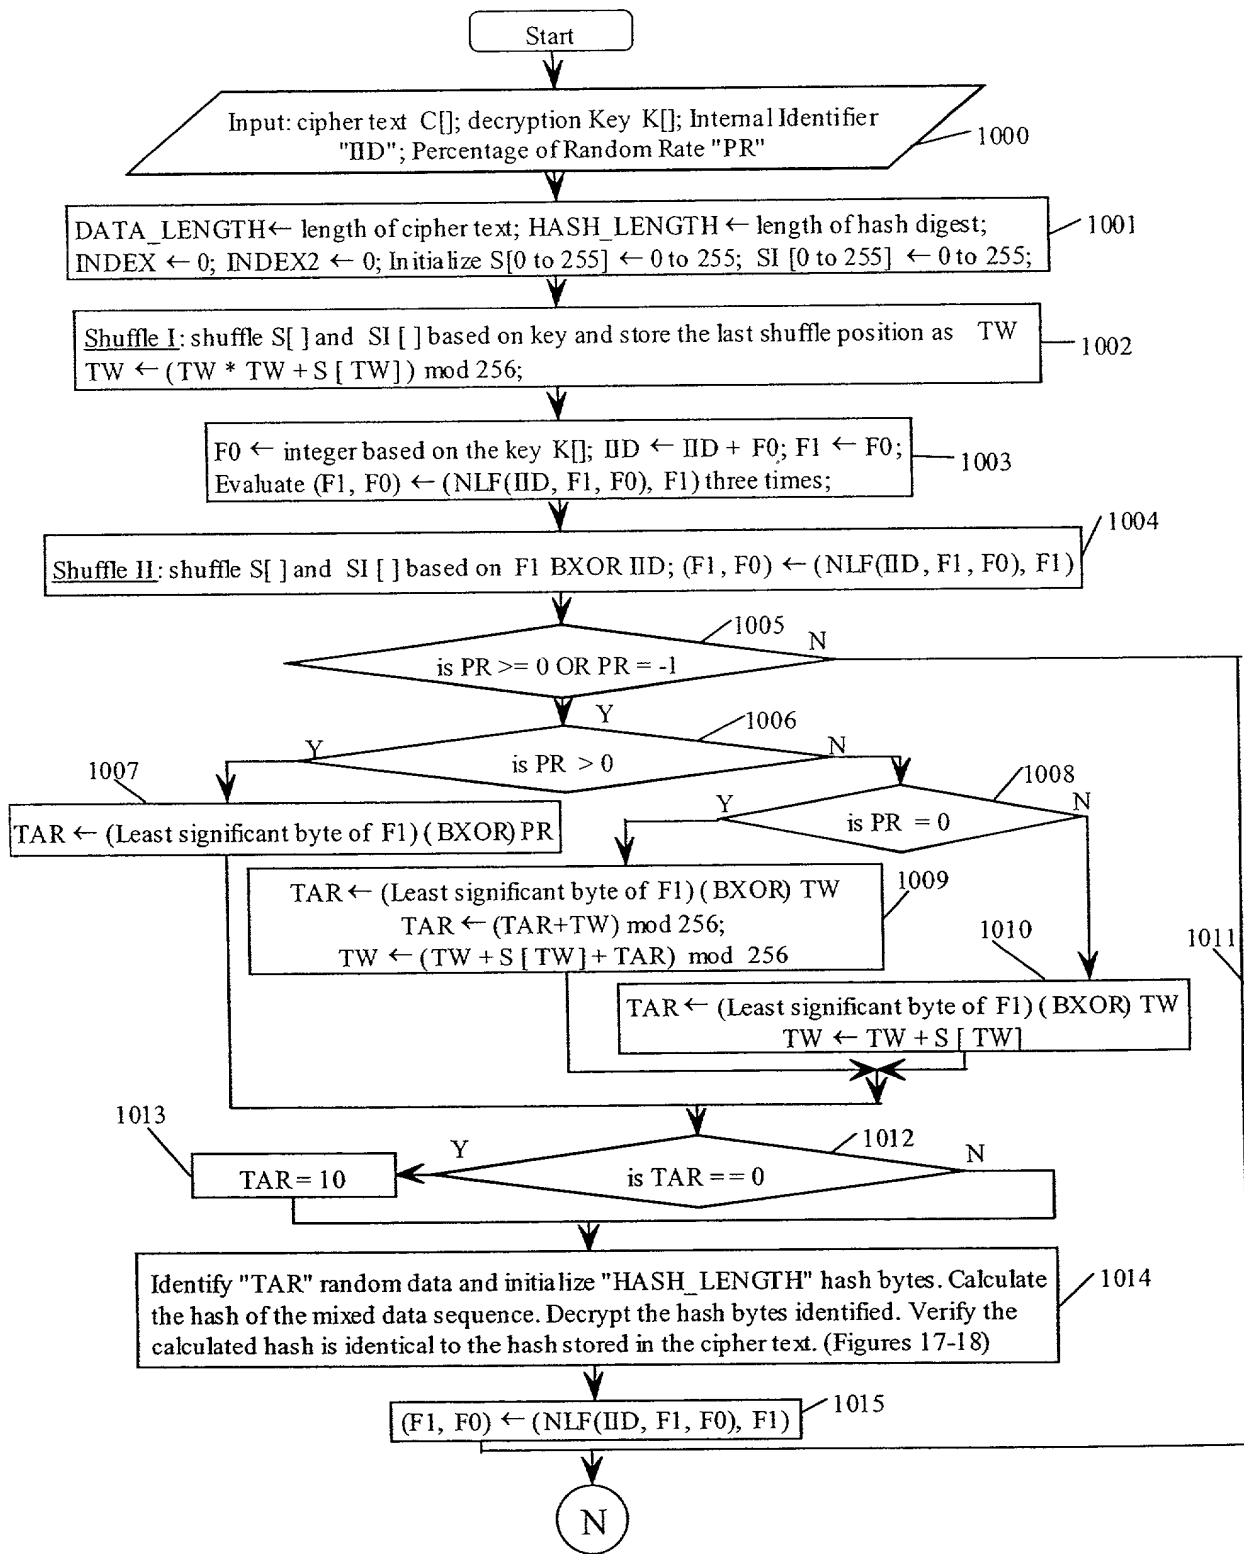 Start
Input: cipher text C[]; decryption Key K[]; Internal Identifier
"IID"; Percentage of Random Rate "PR"
1000
DATA_LENGTH← length of cipher text; HASH_LENGTH ← length of hash digest;
INDEX ← 0; INDEX2 ← 0; Initialize S[0 to 255] ← 0 to 255; SI [0 to 255] ← 0 to 255;
1001
Shuffle I: shuffle S[ ] and SI [ ] based on key and store the last shuffle position as TW
TW ← (TW * TW + S [ TW]) mod 256;
1002
F0 ← integer based on the key K[]; IID ← IID + F0; F1 ← F0;
Evaluate (F1, F0) ← (NLF(IID, F1, F0), F1) three times;
1003
1004
Shuffle II: shuffle S[ ] and SI [ ] based on F1 BXOR IID; (F1, F0) ← (NLF(IID, F1, F0), F1)
1005
N
is PR >= 0 OR PR = -1
Y
1006
Y
N
is PR > 0
1007
1008
Y
N
TAR ← (Least significant byte of F1) (BXOR) PR
is PR = 0
TAR ← (Least significant byte of F1) (BXOR) TW
TAR ← (TAR+TW) mod 256;
TW ← (TW + S [ TW] + TAR) mod 256
1009
1010
1011
TAR ← (Least significant byte of F1) (BXOR) TW
TW ← TW + S [ TW]
1013
1012
Y
N
TAR = 10
is TAR == 0
Identify "TAR" random data and initialize "HASH_LENGTH" hash bytes. Calculate
the hash of the mixed data sequence. Decrypt the hash bytes identified. Verify the
calculated hash is identical to the hash stored in the cipher text. (Figures 17-18)
1014
(F1, F0) ← (NLF(IID, F1, F0), F1)
1015
N